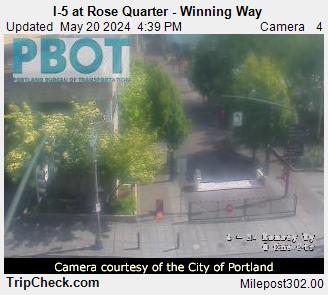 I-5 at Rose Quarter - Winning Way
Updated May 20 2024 4:39 PM Camera 4
PBOT
PORTLAND BUREAU OF TRANSPORTATION
Camera courtesy of the City of Portland
TripCheck.com Milepost302.00